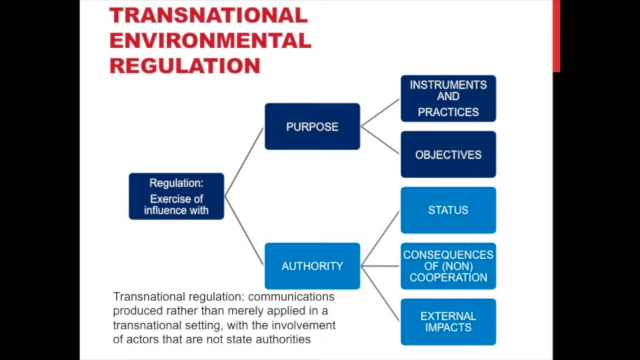 TRANSNATIONAL
ENVIRONMENTAL
REGULATION
Regulation:
Exercise of
influence with
PURPOSE
INSTRUMENTS
AND
PRACTICES
OBJECTIVES
AUTHORITY
STATUS
CONSEQUENCES
OF (NON)
COOPERATION
EXTERNAL
IMPACTS
Transnational regulation: communications
produced rather than merely applied in a
transnational setting, with the involvement
of actors that are not state authorities